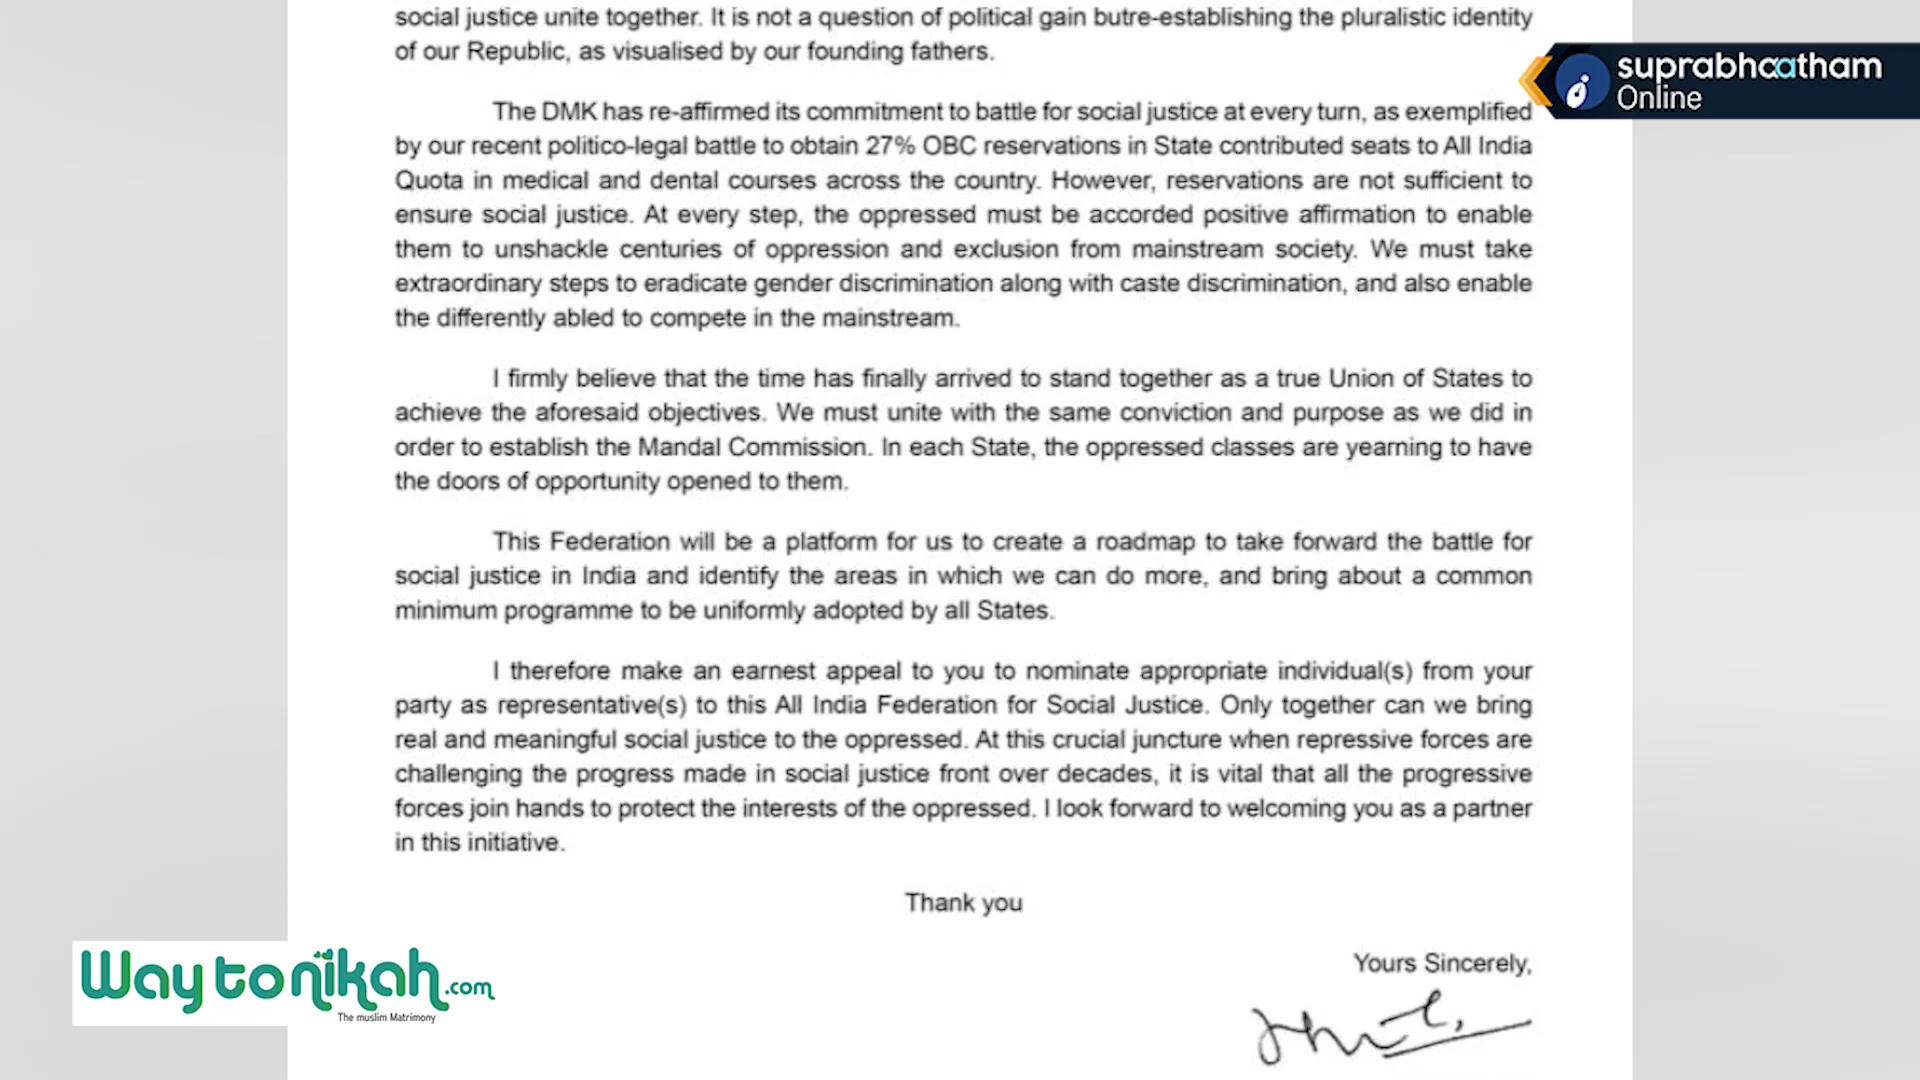 social justice unite together. It is not a question of political gain butre-establishing the pluralistic identity
of our Republic, as visualised by our founding fathers.
The DMK has re-affirmed its commitment to battle for social justice at every turn, as exemplified
by our recent politico-legal battle to obtain 27% OBC reservations in State contributed seats to All India
Quota in medical and dental courses across the country. However, reservations are not sufficient to
ensure social justice. At every step, the oppressed must be accorded positive affirmation to enable
them to unshackle centuries of oppression and exclusion from mainstream society. We must take
extraordinary steps to eradicate gender discrimination along with caste discrimination, and also enable
the differently abled to compete in the mainstream.
I firmly believe that the time has finally arrived to stand together as a true Union of States to
achieve the aforesaid objectives. We must unite with the same conviction and purpose as we did in
order to establish the Mandal Commission. In each State, the oppressed classes are yearning to have
the doors of opportunity opened to them.
This Federation will be a platform for us to create a roadmap to take forward the battle for
social justice in India and identify the areas in which we can do more, and bring about a common
minimum programme to be uniformly adopted by all States.
I therefore make an earnest appeal to you to nominate appropriate individual(s) from your
party as representative(s) to this All India Federation for Social Justice. Only together can we bring
real and meaningful social justice to the oppressed. At this crucial juncture when repressive forces are
challenging the progress made in social justice front over decades, it is vital that all the progressive
forces join hands to protect the interests of the oppressed. I look forward to welcoming you as a partner
in this initiative.
Thank you
Yours Sincerely,
suprabhaatham
Online
Way to nikah.com
The muslim Matrimony